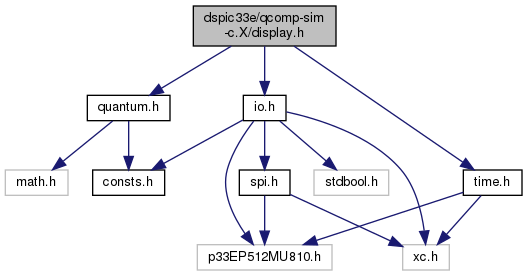 dspic33e/qcomp-sim
-c.X/display.h
quantum.h
io.h
math.h
consts.h
spi.h
stdbool.h
time.h
p33EP512MU810.h
xc.h